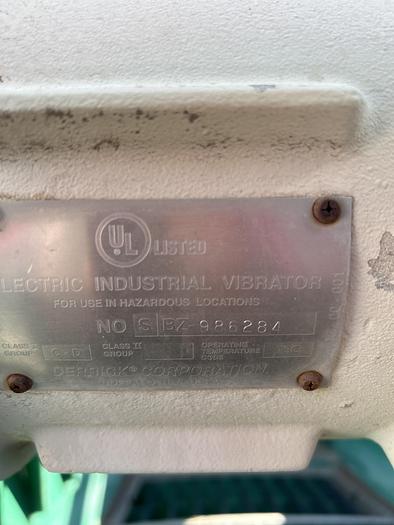 UL LISTED
LECTRIC INDUSTRIAL VIBRATOR
FOR USE IN HAZARDOUS LOCATIONS
NO S BZ-986284
CLASS I CLASS II OPERATING
GROUP C-D GROUP TEMPERATURE
CODE
DERRICK® CORPORATION